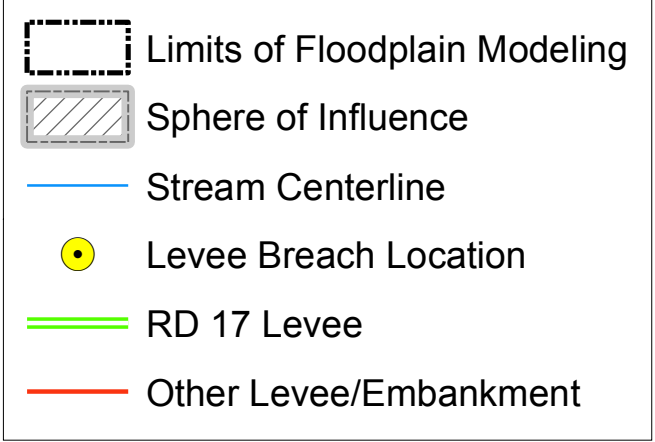 Limits of Floodplain Modeling
Sphere of Influence
Stream Centerline
Levee Breach Location
RD 17 Levee
Other Levee/Embankment